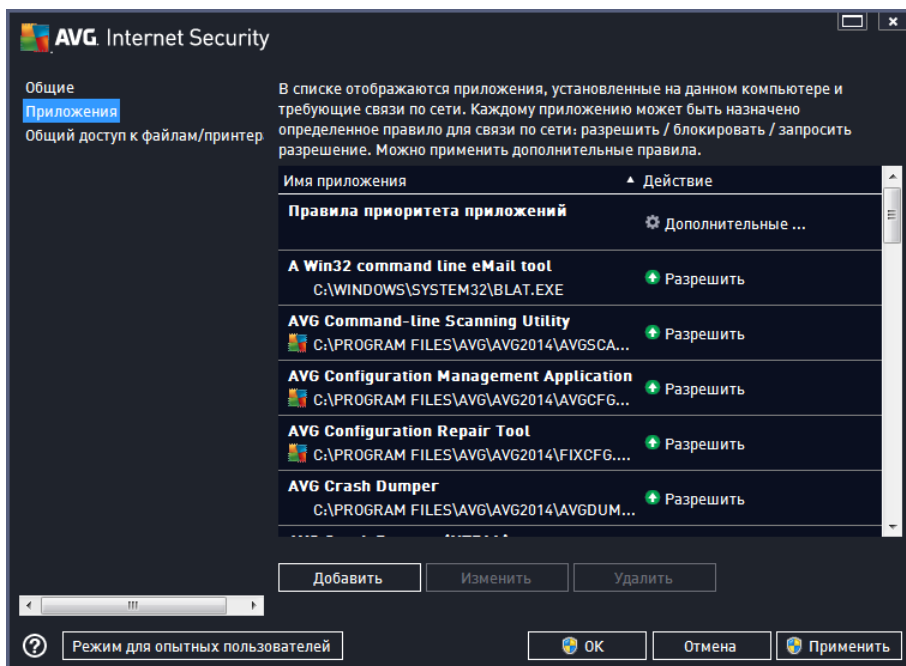 AVG. Internet Security
Общие
Приложения
Общий доступ к файлам/принтер
В списке отображаются приложения, установленные на данном компьютере и
требующие связи по сети. Каждому приложению может быть назначено
определенное правило для связи по сети: разрешить / блокировать / запросить
разрешение. Можно применить дополнительные правила.
Имя приложения Действие
Правила приоритета приложений
Дополнительные ...
A Win32 command line eMail tool
C:\WINDOWS\SYSTEM32\BLAT.EXE
Разрешить
AVG Command-line Scanning Utility
C:\PROGRAM FILES\AVG\AVG2014\AVGSCA...
Разрешить
AVG Configuration Management Application
C:\PROGRAM FILES\AVG\AVG2014\AVGCFG...
Разрешить
AVG Configuration Repair Tool
C:\PROGRAM FILES\AVG\AVG2014\FIXCFG....
Разрешить
AVG Crash Dumper
C:\PROGRAM FILES\AVG\AVG2014\AVGDUM...
Разрешить
Добавить Изменить Удалить
Режим для опытных пользователей OK Отмена Применить